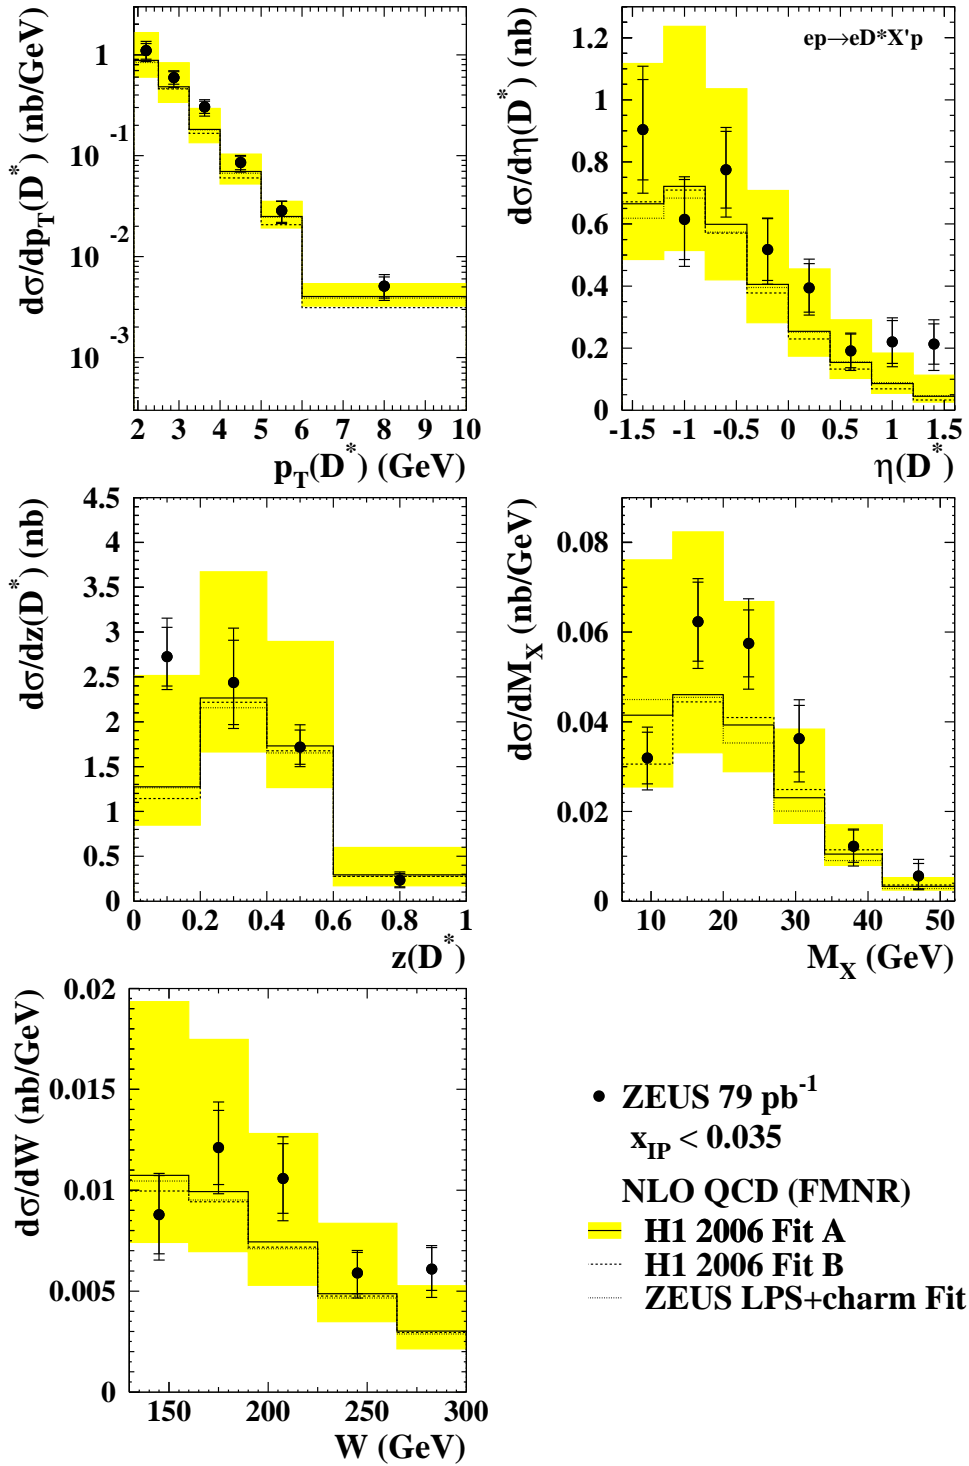 dσ/dp_T(D^*) (nb/GeV)
1
10^-1
10^-2
10^-3
2 3 4 5 6 7 8 9 10
p_T(D^*) (GeV)
dσ/dη(D^*) (nb)
ep→eD*X'p
1.2
1
0.8
0.6
0.4
0.2
0
-1.5 -1 -0.5 0 0.5 1 1.5
η(D^*)
dσ/dz(D^*) (nb)
4.5
4
3.5
3
2.5
2
1.5
1
0.5
0
0 0.2 0.4 0.6 0.8 1
z(D^*)
dσ/dM_X (nb/GeV)
0.08
0.06
0.04
0.02
0
10 20 30 40 50
M_X (GeV)
dσ/dW (nb/GeV)
0.02
0.015
0.01
0.005
0
150 200 250 300
W (GeV)
ZEUS 79 pb^-1
x_IP < 0.035
NLO QCD (FMNR)
H1 2006 Fit A
H1 2006 Fit B
ZEUS LPS+charm Fit